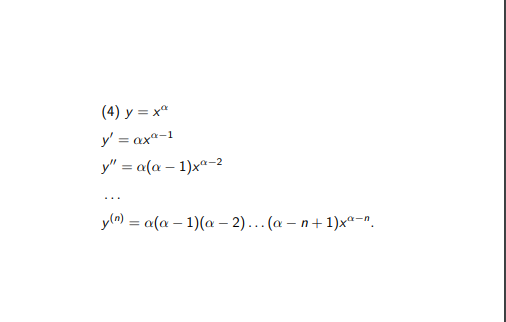 (4) y = x^α
y′ = αx^{α−1}
y″ = α(α − 1)x^{α−2}
...
y^{(n)} = α(α − 1)(α − 2)...(α − n + 1)x^{α−n}.